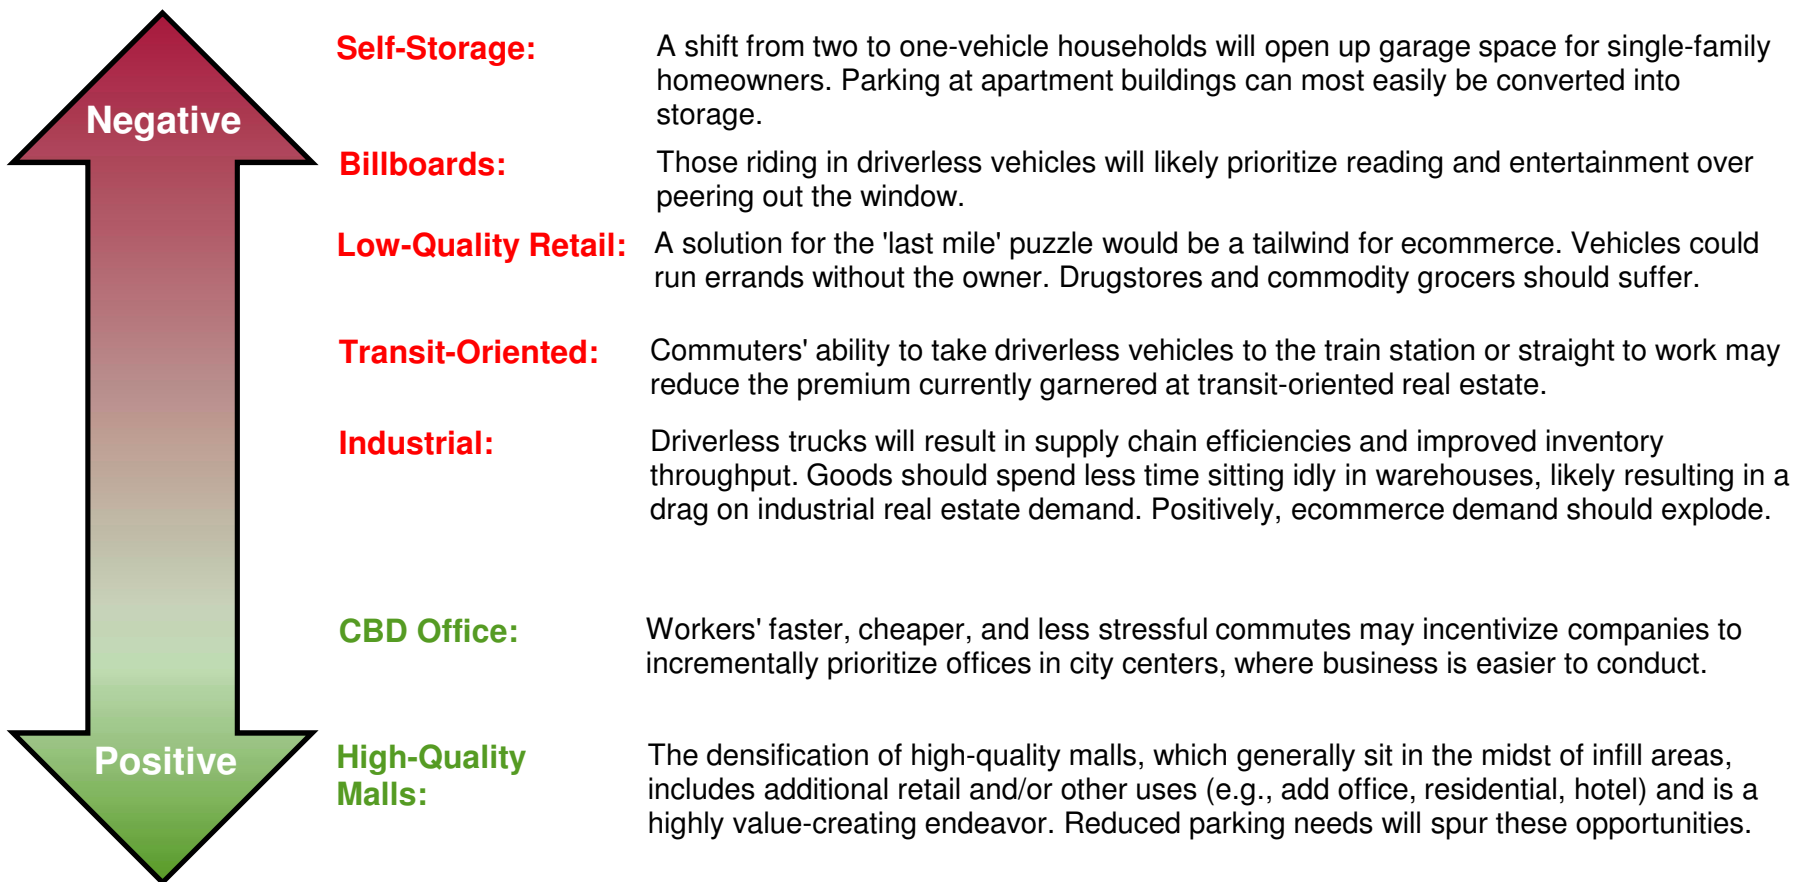 Negative
Self-Storage:
A shift from two to one-vehicle households will open up garage space for single-family
homeowners. Parking at apartment buildings can most easily be converted into
storage.
Billboards:
Those riding in driverless vehicles will likely prioritize reading and entertainment over
peering out the window.
Low-Quality Retail:
A solution for the 'last mile' puzzle would be a tailwind for ecommerce. Vehicles could
run errands without the owner. Drugstores and commodity grocers should suffer.
Transit-Oriented:
Commuters' ability to take driverless vehicles to the train station or straight to work may
reduce the premium currently garnered at transit-oriented real estate.
Industrial:
Driverless trucks will result in supply chain efficiencies and improved inventory
throughput. Goods should spend less time sitting idly in warehouses, likely resulting in a
drag on industrial real estate demand. Positively, ecommerce demand should explode.
CBD Office:
Workers' faster, cheaper, and less stressful commutes may incentivize companies to
incrementally prioritize offices in city centers, where business is easier to conduct.
Positive
High-Quality
Malls:
The densification of high-quality malls, which generally sit in the midst of infill areas,
includes additional retail and/or other uses (e.g., add office, residential, hotel) and is a
highly value-creating endeavor. Reduced parking needs will spur these opportunities.